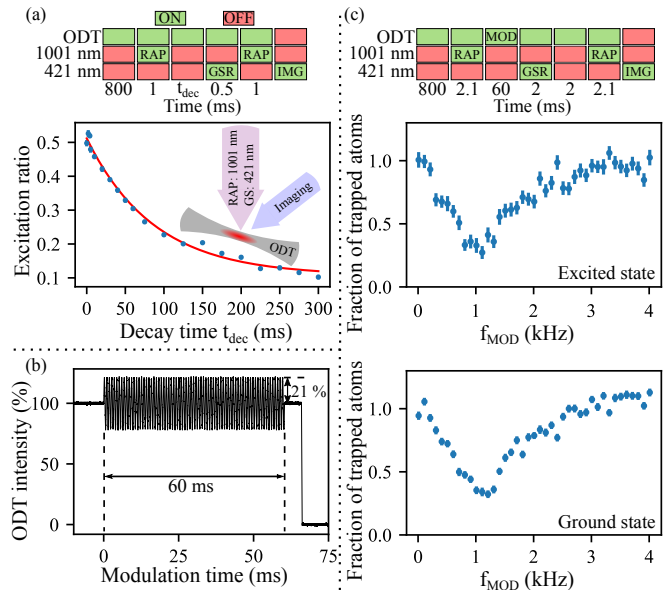 (a)
ON
OFF
ODT
1001 nm
RAP
RAP
421 nm
GSR
IMG
800
1
t_dec
0.5
1
Time (ms)
Excitation ratio
0.5
0.4
0.3
0.2
0.1
0
50
100
150
200
250
300
Decay time t_dec (ms)
RAP: 1001 nm
GS: 421 nm
Imaging
ODT
(b)
ODT intensity (%)
100
50
0
21 %
60 ms
0
25
50
75
Modulation time (ms)
(c)
ODT
MOD
1001 nm
RAP
RAP
421 nm
GSR
IMG
800
2.1
60
2
2
2.1
Time (ms)
Fraction of trapped atoms
1.0
0.5
0.0
Excited state
0
1
2
3
4
f_MOD (kHz)
Fraction of trapped atoms
1.0
0.5
0.0
Ground state
0
1
2
3
4
f_MOD (kHz)